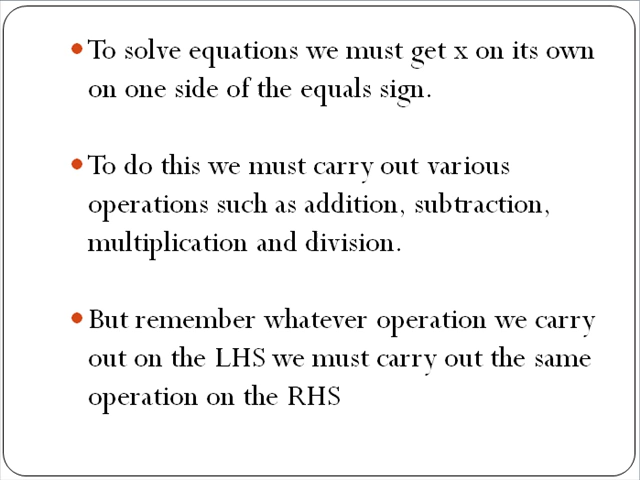 To solve equations we must get x on its own
on one side of the equals sign.
To do this we must carry out various
operations such as addition, subtraction,
multiplication and division.
But remember whatever operation we carry
out on the LHS we must carry out the same
operation on the RHS